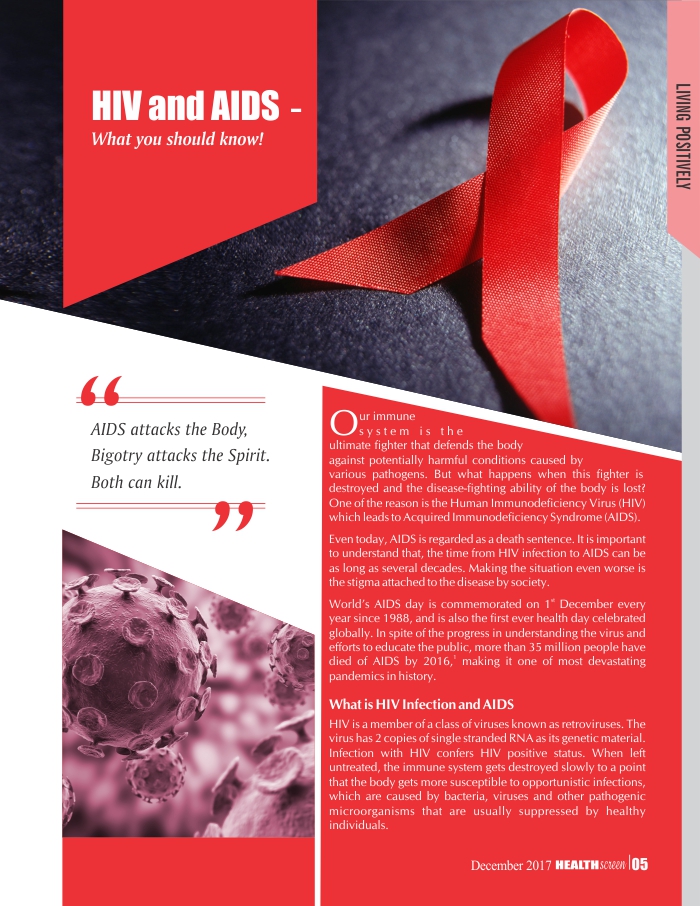 HIV and AIDS -
What you should know!
LIVING POSITIVELY
“
AIDS attacks the Body,
Bigotry attacks the Spirit.
Both can kill.
”
Our immune
system is the
ultimate fighter that defends the body
against potentially harmful conditions caused by
various pathogens. But what happens when this fighter is
destroyed and the disease-fighting ability of the body is lost?
One of the reason is the Human Immunodeficiency Virus (HIV)
which leads to Acquired Immunodeficiency Syndrome (AIDS).
Even today, AIDS is regarded as a death sentence. It is important
to understand that, the time from HIV infection to AIDS can be
as long as several decades. Making the situation even worse is
the stigma attached to the disease by society.
World’s AIDS day is commemorated on 1st December every
year since 1988, and is also the first ever health day celebrated
globally. In spite of the progress in understanding the virus and
efforts to educate the public, more than 35 million people have
died of AIDS by 2016,1 making it one of most devastating
pandemics in history.
What is HIV Infection and AIDS
HIV is a member of a class of viruses known as retroviruses. The
virus has 2 copies of single stranded RNA as its genetic material.
Infection with HIV confers HIV positive status. When left
untreated, the immune system gets destroyed slowly to a point
that the body gets more susceptible to opportunistic infections,
which are caused by bacteria, viruses and other pathogenic
microorganisms that are usually suppressed by healthy
individuals.
December 2017 HEALTHscreen | 05